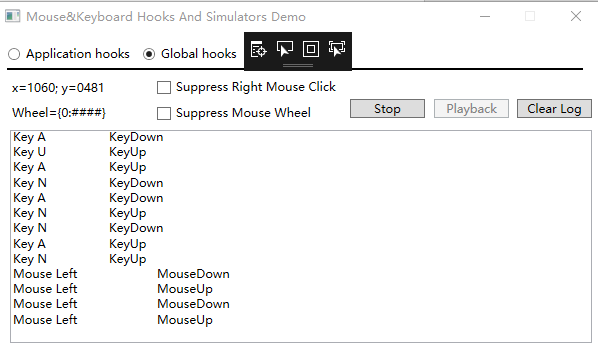 Mouse&Keyboard Hooks And Simulators Demo
Application hooks Global hooks
x=1060; y=0481 Suppress Right Mouse Click
Wheel={0:####} Suppress Mouse Wheel Stop Playback Clear Log
Key A KeyDown
Key U KeyUp
Key A KeyUp
Key N KeyDown
Key A KeyDown
Key N KeyUp
Key N KeyDown
Key A KeyUp
Key N KeyUp
Mouse Left MouseDown
Mouse Left MouseUp
Mouse Left MouseDown
Mouse Left MouseUp